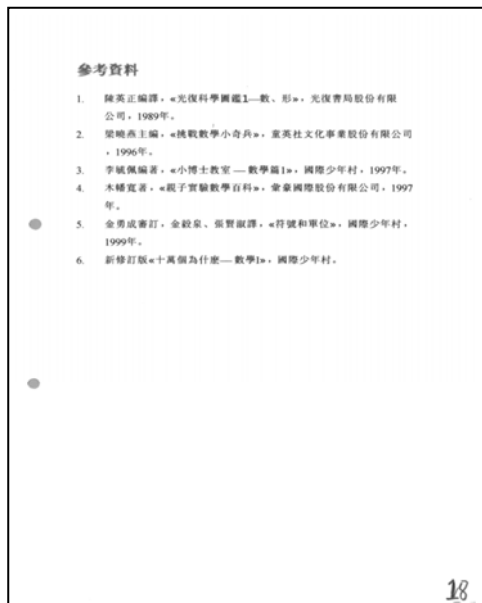 參考資料
1. 陳英正編譯，«光復科學圖鑑1—數、形»，光復書局股份有限
公司，1989年。
2. 梁曉燕主編，«挑戰數學小奇兵»，童英社文化事業股份有限公司
，1996年。
3. 李毓佩編著，«小博士教室 — 數學篇1»，國際少年村，1997年。
4. 木幡寬著，«親子實驗數學百科»，彙豪國際股份有限公司，1997
年。
5. 金勇成審訂，金毅泉、張賢淑譯，«符號和單位»，國際少年村，
1999年。
6. 新修訂版«十萬個為什麼— 數學1»，國際少年村。
18